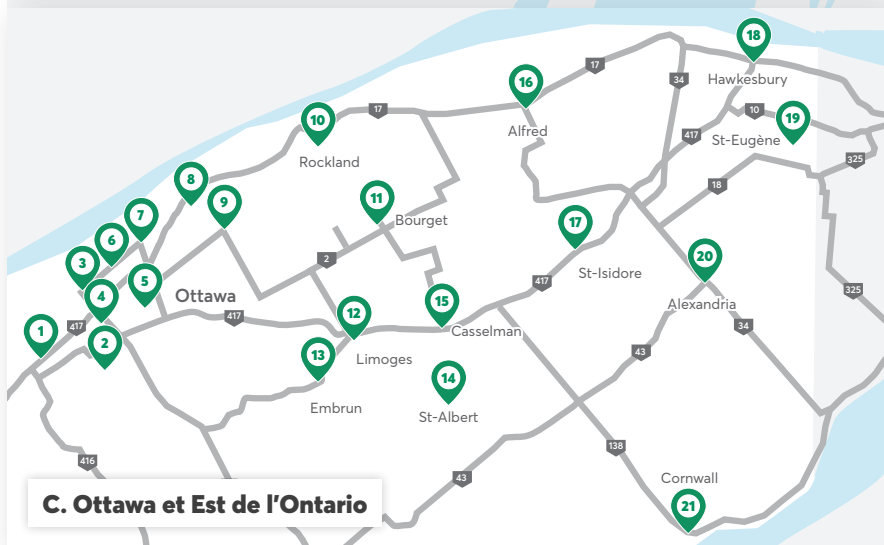 18
17
34
Hawkesbury
16
17
10
10
19
Alfred
417
St-Eugène
Rockland
325
8
18
11
9
7
Bourget
17
6
2
3
St-Isidore
20
5
4
Ottawa
417
325
15
Alexandria
12
1
417
417
Casselman
34
2
13
Limoges
43
14
Embrun
St-Albert
138
416
43
Cornwall
C. Ottawa et Est de l'Ontario
21